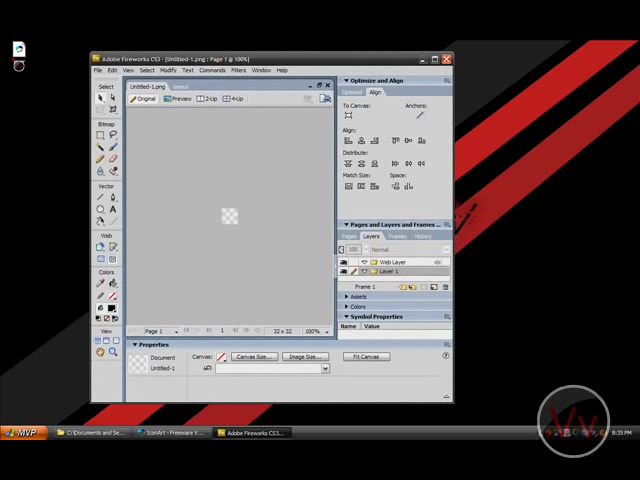 Adobe Fireworks CS3 - [Untitled-1.png : Page 1 @ 100%]
File Edit View Select Modify Text Commands Filters Window Help
Select
Bitmap
Vector
Web
Colors
View
Untitled-1.png
Original Preview 2-Up 4-Up
Page 1 1 32 x 32 100%
Optimize and Align
Optimize Align
To Canvas: Anchors:
Align:
Distribute:
Match Size: Space:
Pages and Layers and Frames ...
Pages Layers Frames History
100 Normal
Web Layer
Layer 1
Frame 1
Assets
Colors
Symbol Properties
Name Value
Properties
Document
Untitled-1
Canvas: Canvas Size... Image Size... Fit Canvas
MVP C:\Documents and Se... IconArt - Freeware V... Adobe Fireworks CS3... 8:35 PM
Vv